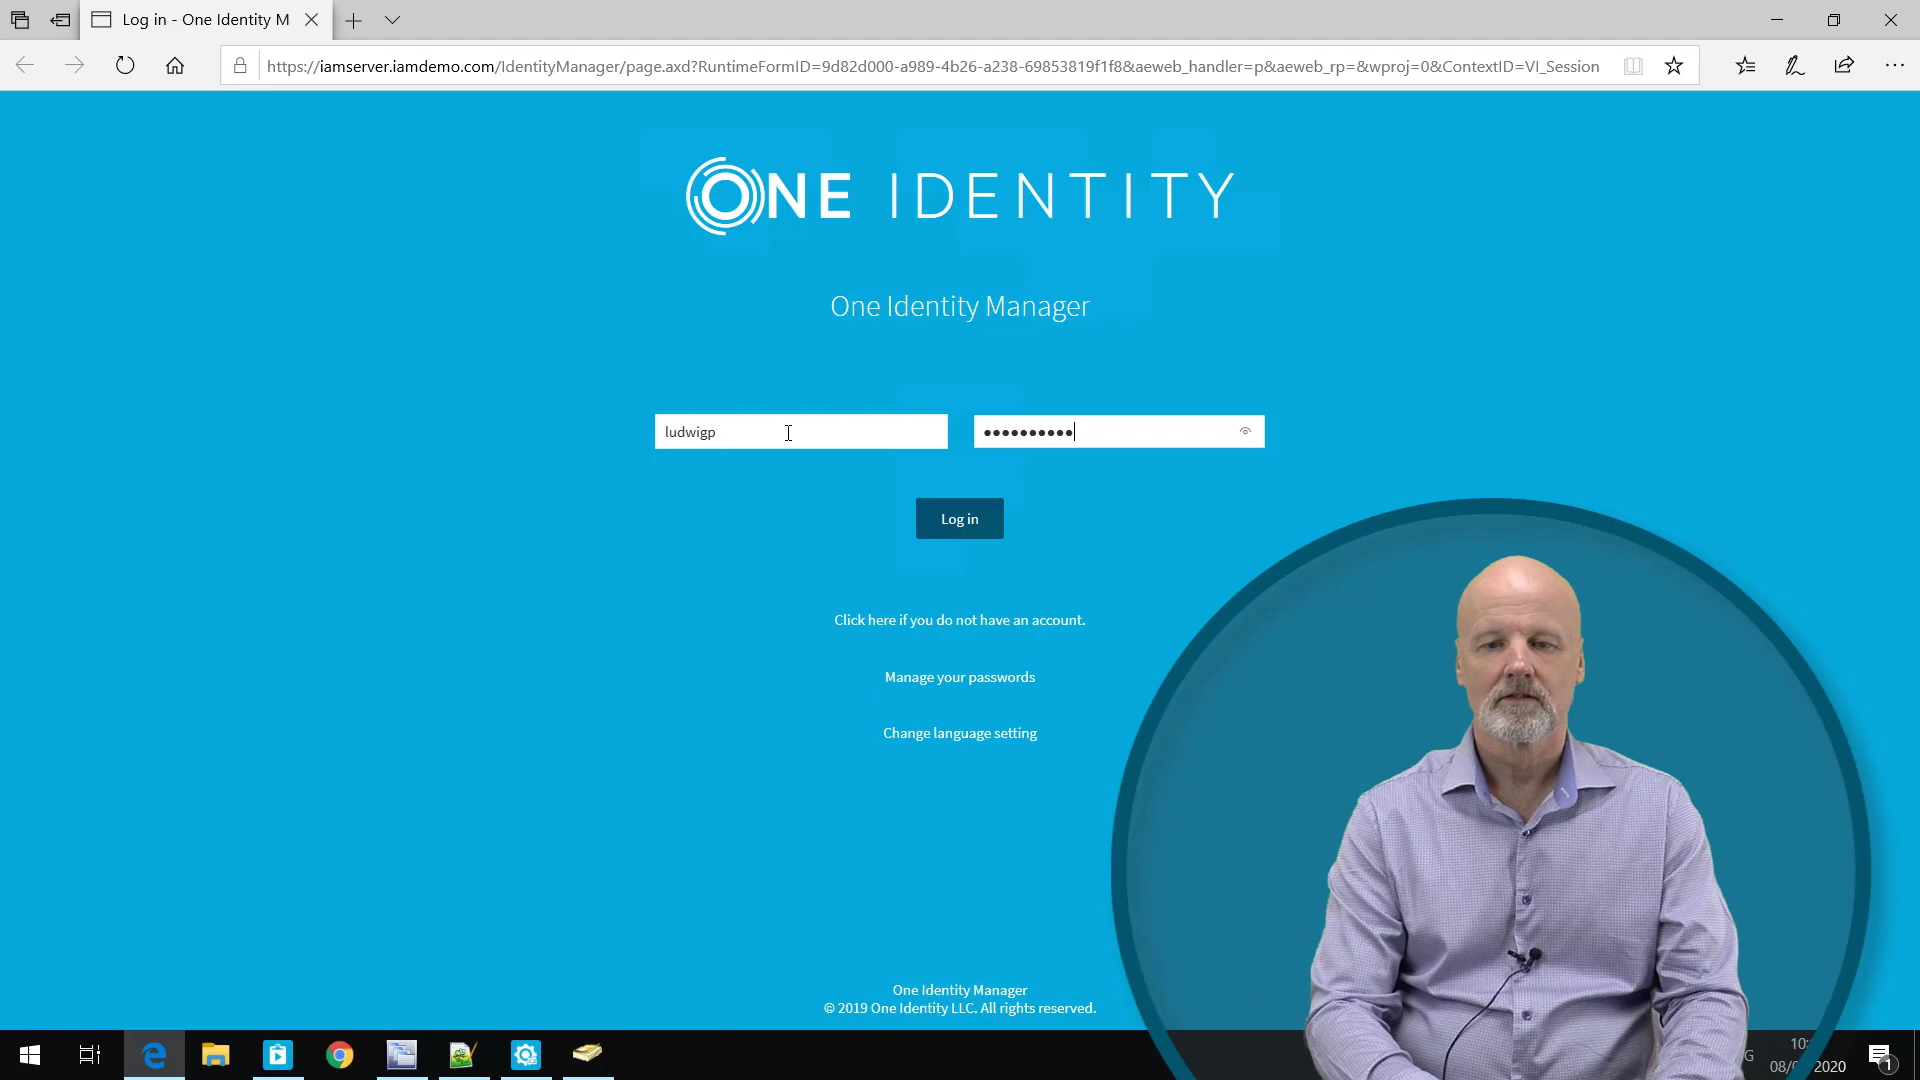 Log in - One Identity M
https://iamserver.iamdemo.com/IdentityManager/page.axd?RuntimeFormID=9d82d000-a989-4b26-a238-69853819f1f8&aeweb_handler=p&aeweb_rp=&wproj=0&ContextID=VI_Session
ONE IDENTITY
One Identity Manager
ludwigp
Log in
Click here if you do not have an account.
Manage your passwords
Change language setting
One Identity Manager
© 2019 One Identity LLC. All rights reserved.
1